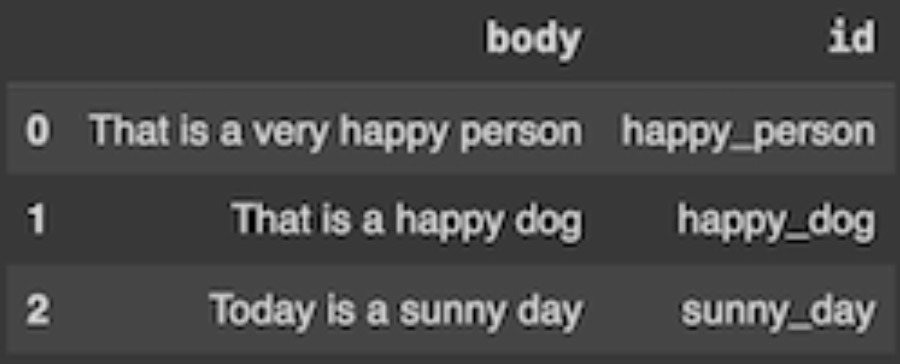 body id
0 That is a very happy person happy_person
1 That is a happy dog happy_dog
2 Today is a sunny day sunny_day